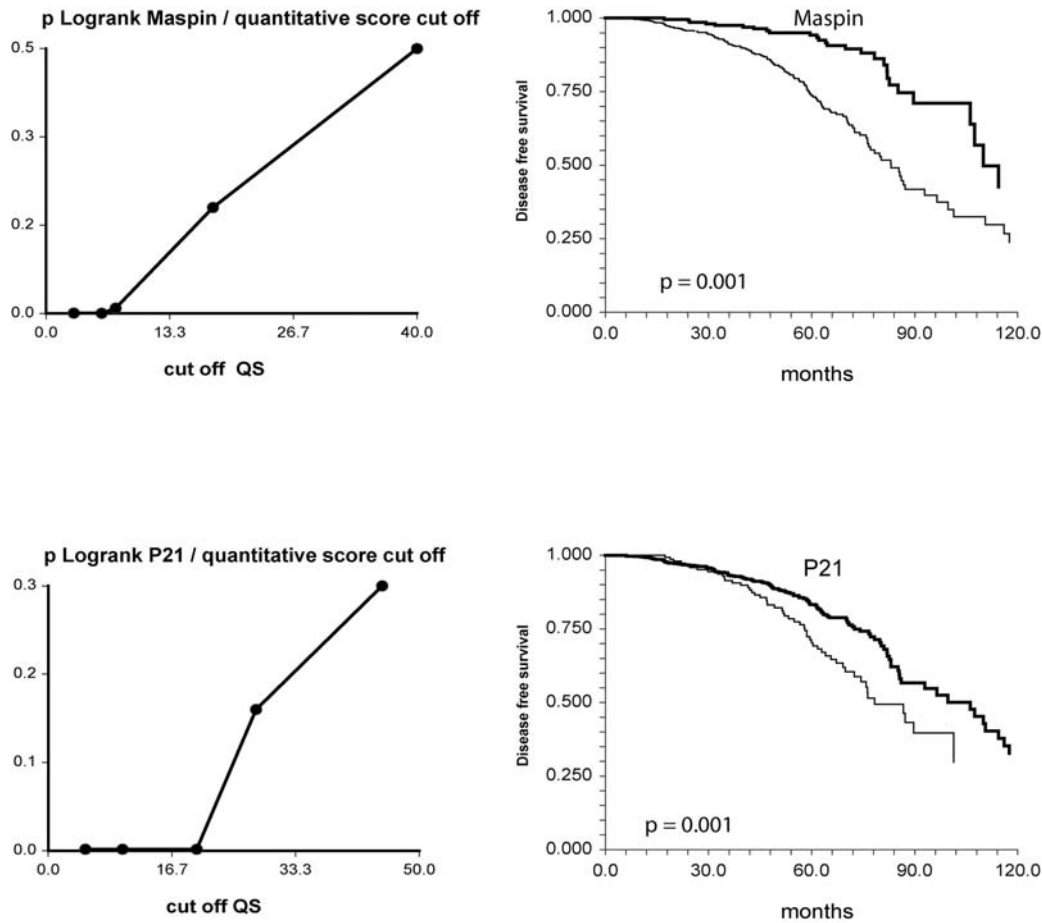 p Logrank Maspin / quantitative score cut off
0.5
0.3
0.2
0.0
0.0 13.3 26.7 40.0
cut off QS
Maspin
1.000
0.750
0.500
0.250
0.000
Disease free survival
p = 0.001
0.0 30.0 60.0 90.0 120.0
months
p Logrank P21 / quantitative score cut off
0.3
0.2
0.1
0.0
0.0 16.7 33.3 50.0
cut off QS
P21
1.000
0.750
0.500
0.250
0.000
Disease free survival
p = 0.001
0.0 30.0 60.0 90.0 120.0
months